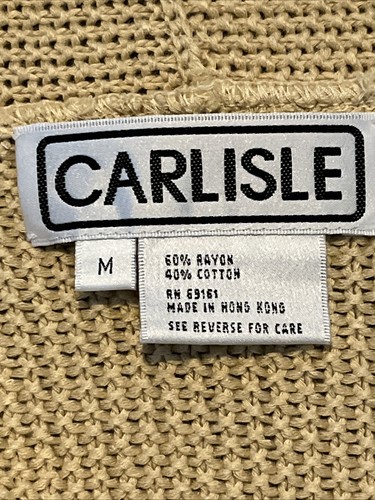 CARLISLE
M
60% RAYON
40% COTTON
RN 69161
MADE IN HONG KONG
SEE REVERSE FOR CARE